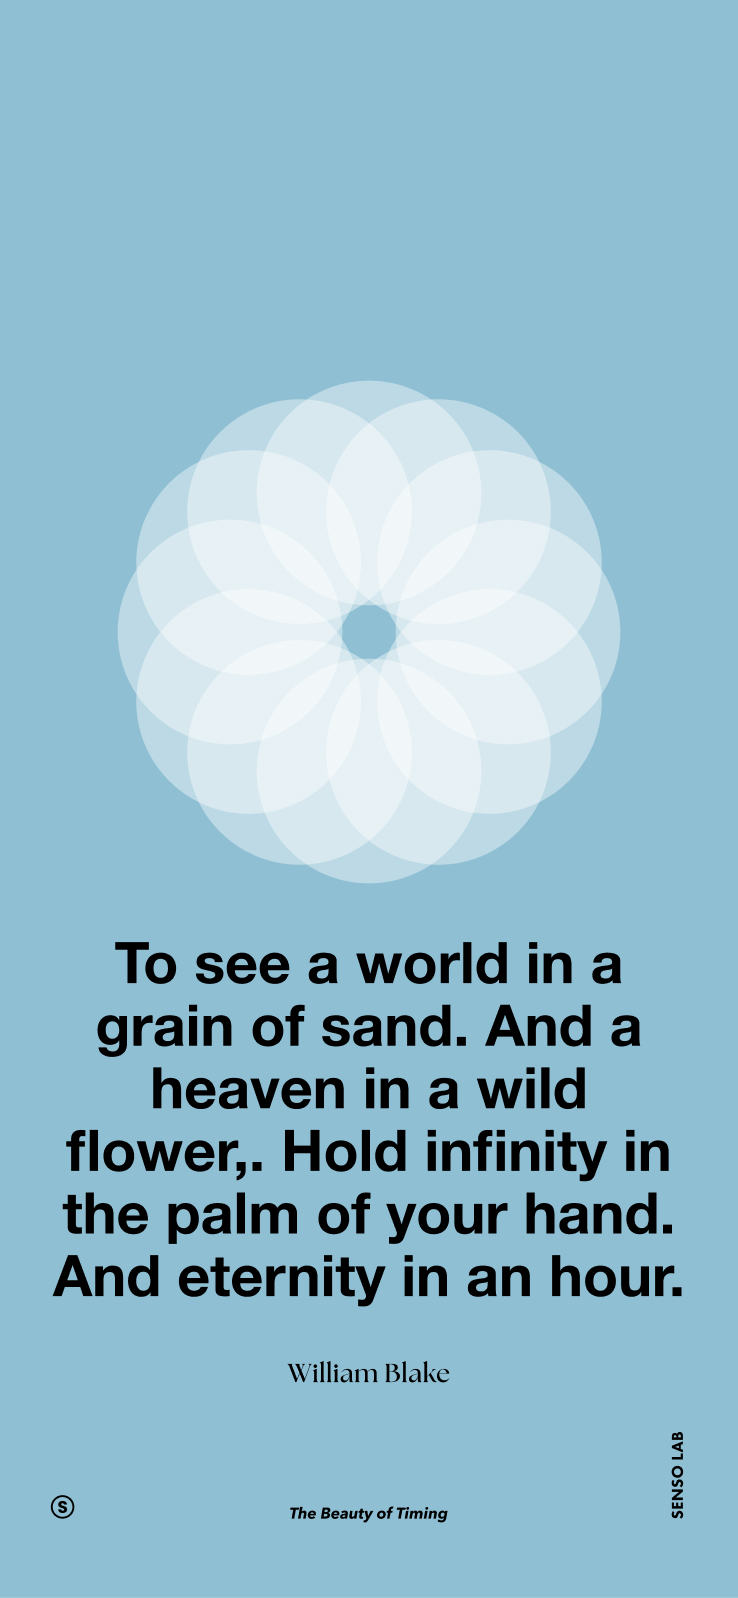 To see a world in a
grain of sand. And a
heaven in a wild
flower,. Hold infinity in
the palm of your hand.
And eternity in an hour.
William Blake
SENSO LAB
S
The Beauty of Timing